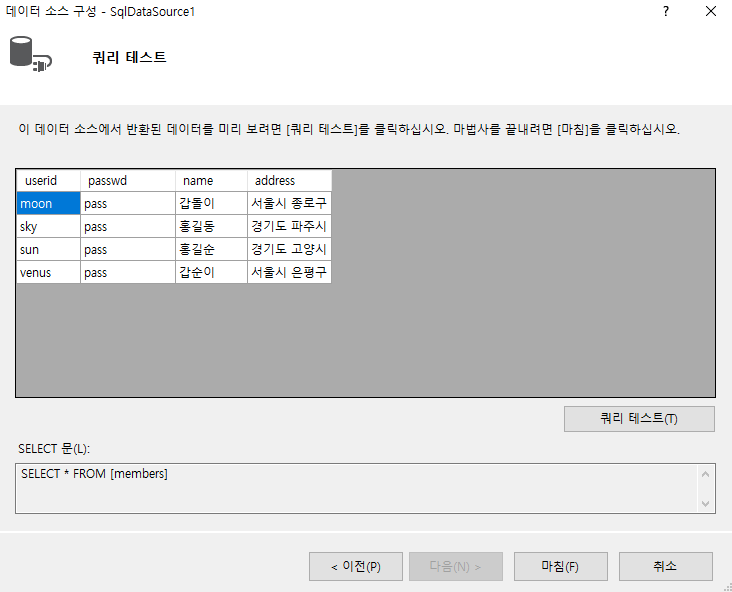 데이터 소스 구성 - SqlDataSource1
쿼리 테스트
이 데이터 소스에서 반환된 데이터를 미리 보려면 [쿼리 테스트]를 클릭하십시오. 마법사를 끝내려면 [마침]을 클릭하십시오.
userid passwd name address
moon pass 갑돌이 서울시 종로구
sky pass 홍길동 경기도 파주시
sun pass 홍길순 경기도 고양시
venus pass 갑순이 서울시 은평구
쿼리 테스트(T)
SELECT 문(L):
SELECT * FROM [members]
< 이전(P) 다음(N) > 마침(F) 취소